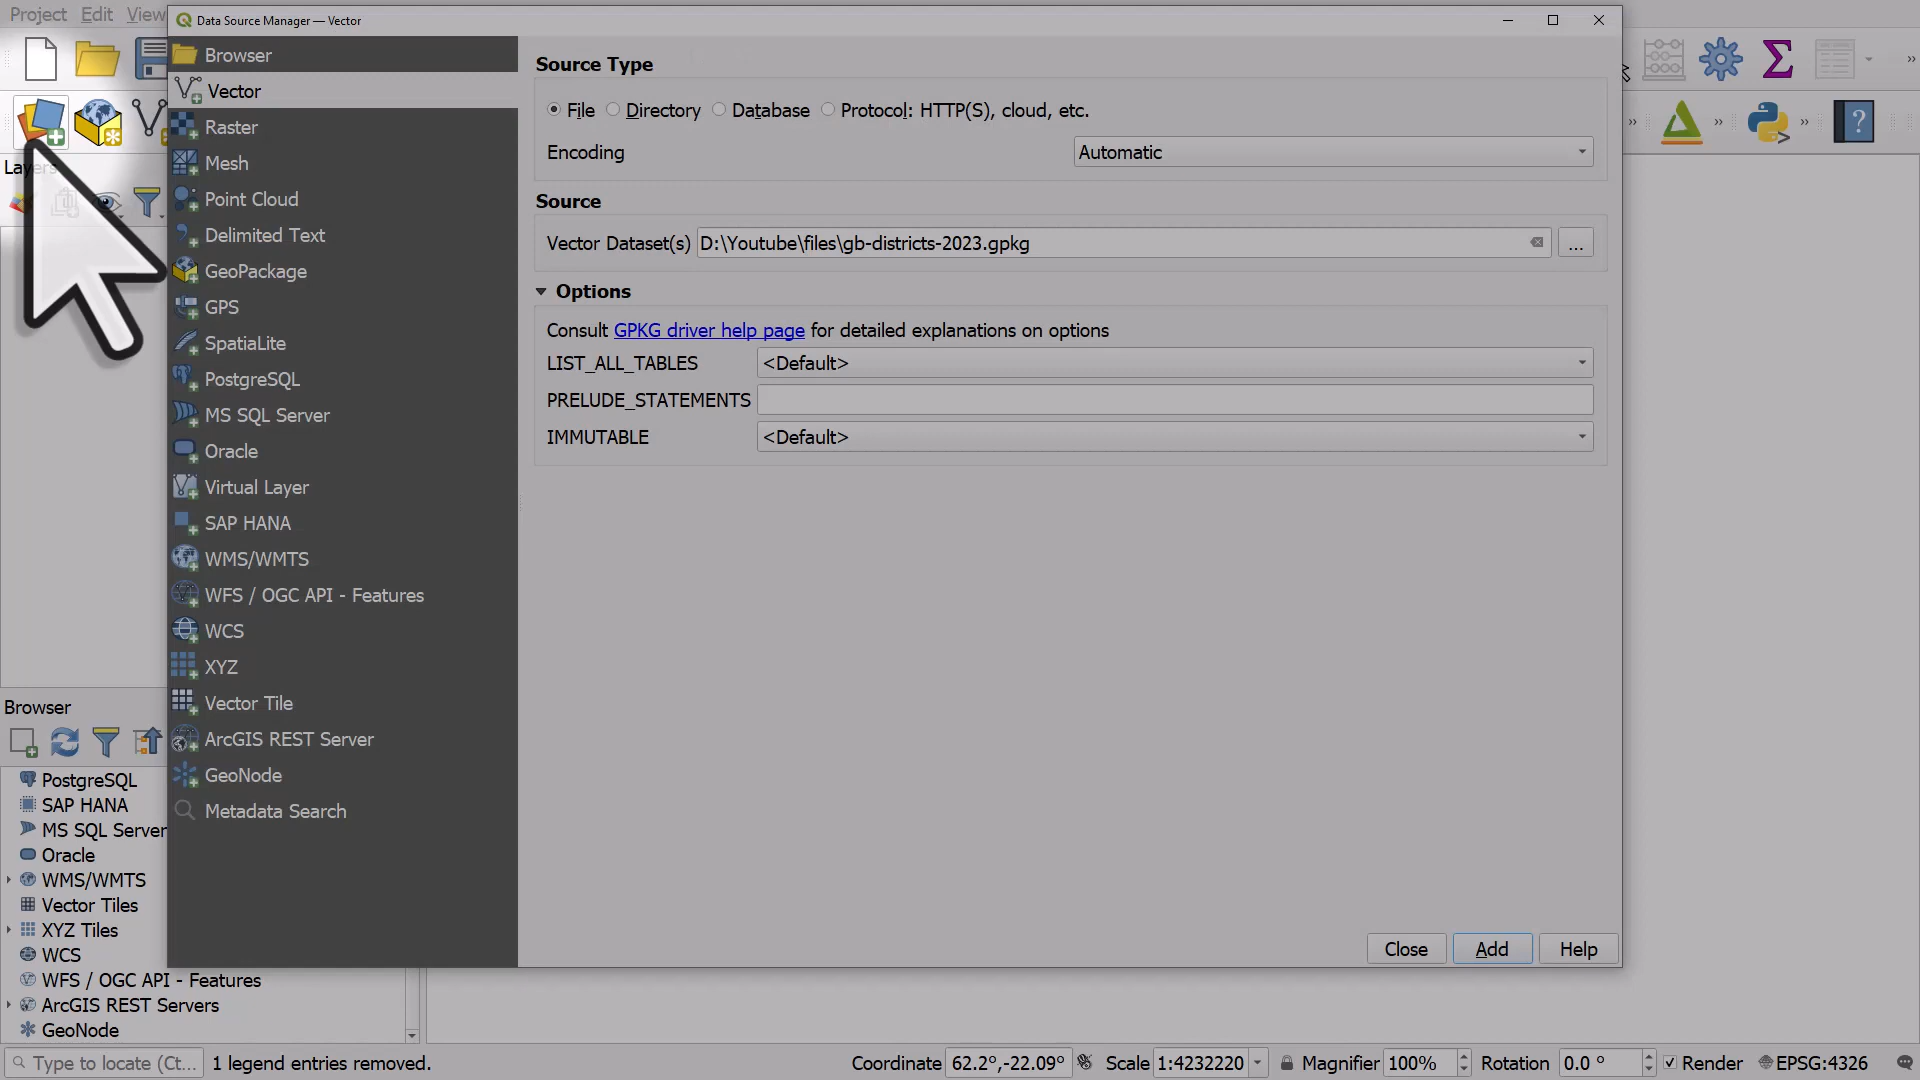 Project Edit View
Data Source Manager — Vector
Browser
Vector
Raster
Mesh
Point Cloud
Delimited Text
GeoPackage
GPS
SpatiaLite
PostgreSQL
MS SQL Server
Oracle
Virtual Layer
SAP HANA
WMS/WMTS
WFS / OGC API - Features
WCS
XYZ
Vector Tile
ArcGIS REST Server
GeoNode
Metadata Search
Source Type
File Directory Database Protocol: HTTP(S), cloud, etc.
Encoding Automatic
Source
Vector Dataset(s) D:\Youtube\files\gb-districts-2023.gpkg ...
Options
Consult GPKG driver help page for detailed explanations on options
LIST_ALL_TABLES <Default>
PRELUDE_STATEMENTS
IMMUTABLE <Default>
Close Add Help
Layers
Browser
PostgreSQL
SAP HANA
MS SQL Server
Oracle
WMS/WMTS
Vector Tiles
XYZ Tiles
WCS
WFS / OGC API - Features
ArcGIS REST Servers
GeoNode
Type to locate (Ct... 1 legend entries removed. Coordinate 62.2°,-22.09° Scale 1:4232220 Magnifier 100% Rotation 0.0 ° Render EPSG:4326